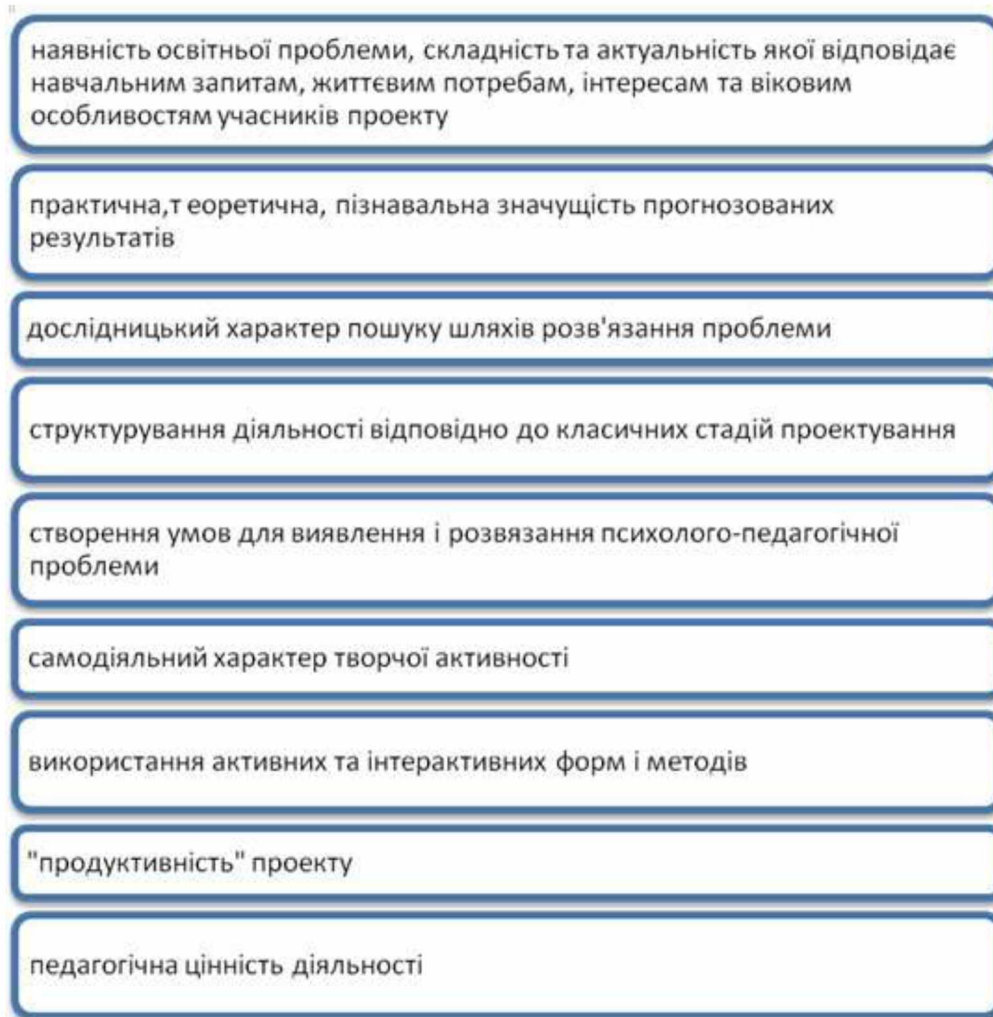 наявність освітньої проблеми, складність та актуальність якої відповідає
навчальним запитам, життєвим потребам, інтересам та віковим
особливостям учасників проекту
практична,т еоретична, пізнавальна значущість прогнозованих
результатів
дослідницький характер пошуку шляхів розв'язання проблеми
структурування діяльності відповідно до класичних стадій проектування
створення умов для виявлення і розвязання психолого-педагогічної
проблеми
самодіяльний характер творчої активності
використання активних та інтерактивних форм і методів
"продуктивність" проекту
педагогічна цінність діяльності